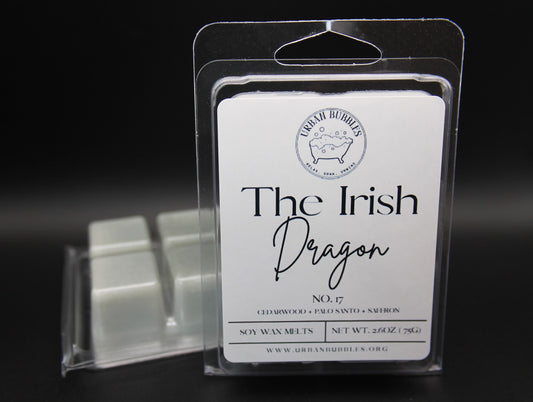 URBAN BUBBLES
RELAX. SOAK. UNWIND
The Irish
Dragon
NO. 17
CEDARWOOD + PALO SANTO + SAFFRON
SOY WAX MELTS | NET WT. 2.6OZ (75G)
WWW.URBANBUBBLES.ORG